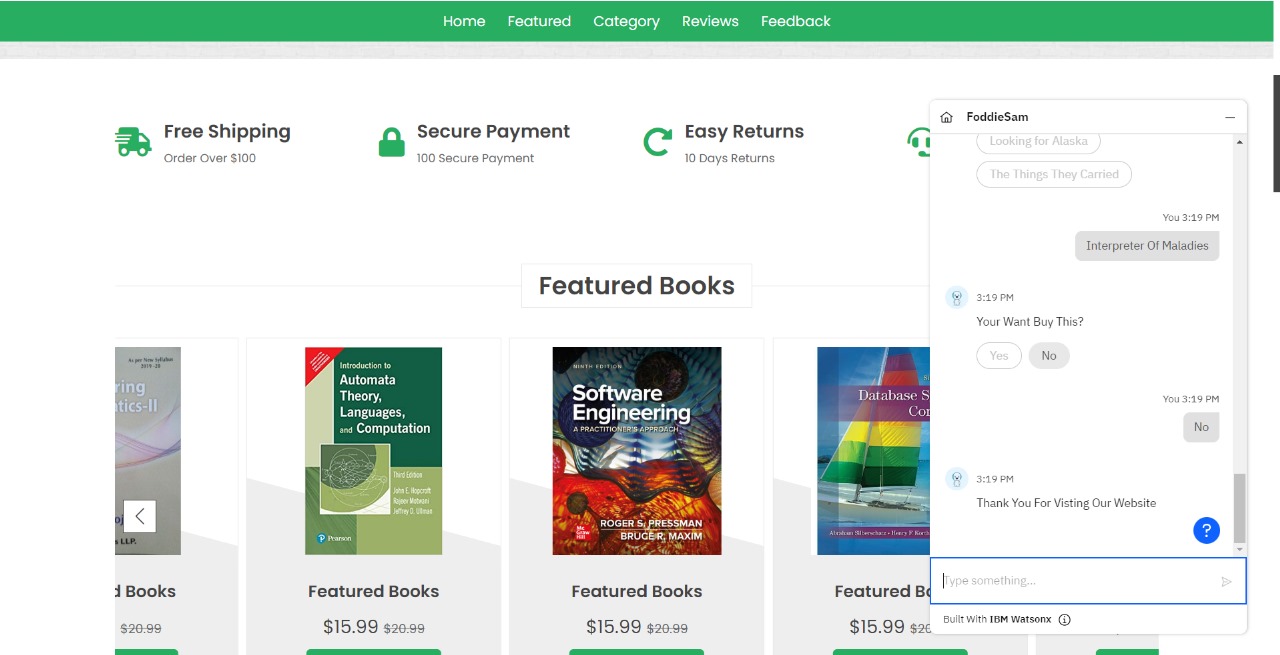 Home Featured Category Reviews Feedback
Free Shipping
Order Over $100
Secure Payment
100 Secure Payment
Easy Returns
10 Days Returns
Featured Books
As per New Syllabus
2019 -20
ring
tics-II
s LLP.
d Books
$20.99
Introduction to
Automata
Theory,
Languages,
and Computation
Third Edition
John E. Hopcroft
Rajeev Motwani
Jeffrey D. Ullman
Pearson
Featured Books
$15.99 $20.99
NINTH EDITION
Software
Engineering
A PRACTITIONER'S APPROACH
Mc
Graw
Hill
ROGER S. PRESSMAN
BRUCE R. MAXIM
Featured Books
$15.99 $20.99
Database S
Co
Abraham Silberschatz • Henry F. Kort
Featured Bo
$15.99 $20
FoddieSam
Looking for Alaska
The Things They Carried
You 3:19 PM
Interpreter Of Maladies
3:19 PM
Your Want Buy This?
Yes No
You 3:19 PM
No
3:19 PM
Thank You For Visting Our Website
?
Type something...
Built With IBM Watsonx